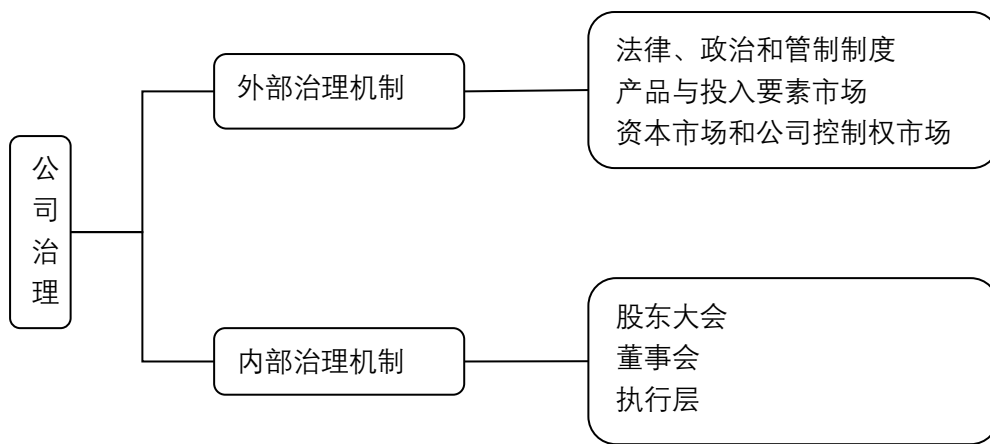 公司治理
外部治理机制
法律、政治和管制制度
产品与投入要素市场
资本市场和公司控制权市场
内部治理机制
股东大会
董事会
执行层